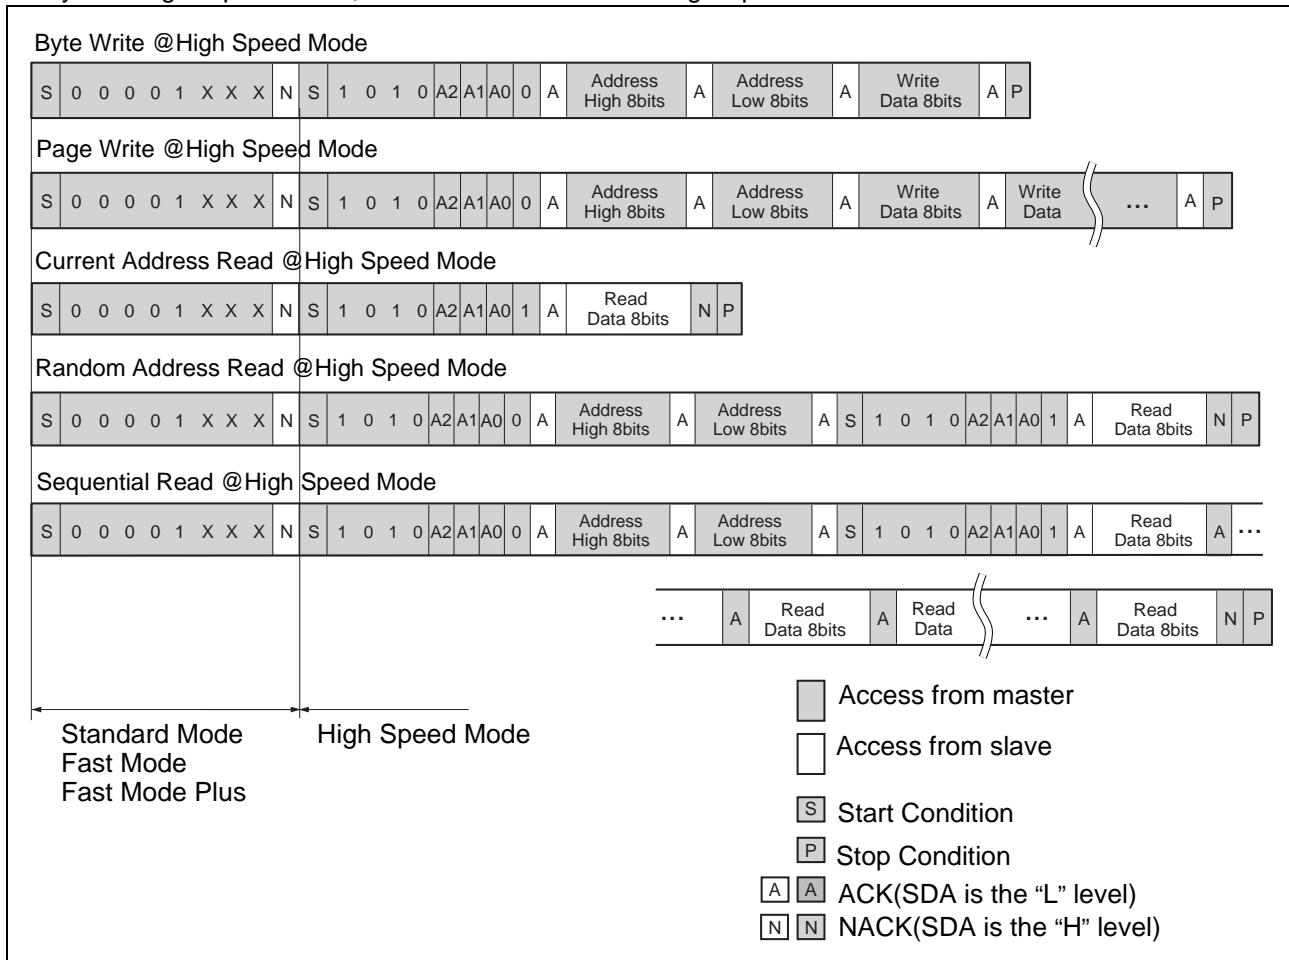 Byte Write @High Speed Mode
S 0 0 0 0 1 X X X N S 1 0 1 0 A2 A1 A0 0 A Address High 8bits A Address Low 8bits A Write Data 8bits A P
Page Write @High Speed Mode
S 0 0 0 0 1 X X X N S 1 0 1 0 A2 A1 A0 0 A Address High 8bits A Address Low 8bits A Write Data 8bits A Write Data ... A P
Current Address Read @High Speed Mode
S 0 0 0 0 1 X X X N S 1 0 1 0 A2 A1 A0 1 A Read Data 8bits N P
Random Address Read @High Speed Mode
S 0 0 0 0 1 X X X N S 1 0 1 0 A2 A1 A0 0 A Address High 8bits A Address Low 8bits A S 1 0 1 0 A2 A1 A0 1 A Read Data 8bits N P
Sequential Read @High Speed Mode
S 0 0 0 0 1 X X X N S 1 0 1 0 A2 A1 A0 0 A Address High 8bits A Address Low 8bits A S 1 0 1 0 A2 A1 A0 1 A Read Data 8bits A ...
... A Read Data 8bits A Read Data ... A Read Data 8bits N P
Standard Mode
Fast Mode
Fast Mode Plus
High Speed Mode
Access from master
Access from slave
S Start Condition
P Stop Condition
A A ACK(SDA is the “L” level)
N N NACK(SDA is the “H” level)